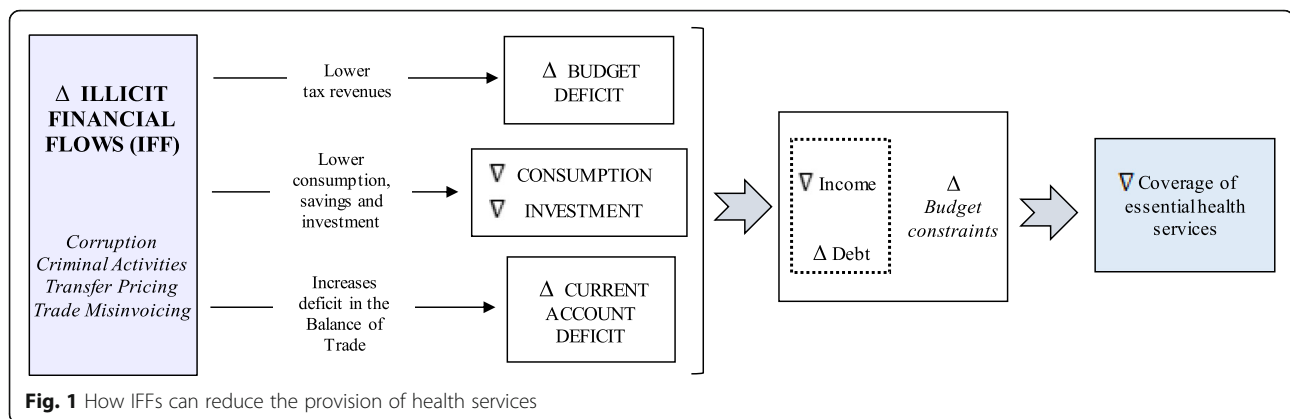 Δ ILLICIT
FINANCIAL
FLOWS (IFF)
Corruption
Criminal Activities
Transfer Pricing
Trade Misinvoicing
Lower
tax revenues
Δ BUDGET
DEFICIT
Lower
consumption,
savings and
investment
∇ CONSUMPTION
∇ INVESTMENT
Increases
deficit in the
Balance of
Trade
Δ CURRENT
ACCOUNT
DEFICIT
∇ Income
Δ Debt
Δ
Budget
constraints
∇ Coverage of
essential health
services
Fig. 1 How IFFs can reduce the provision of health services